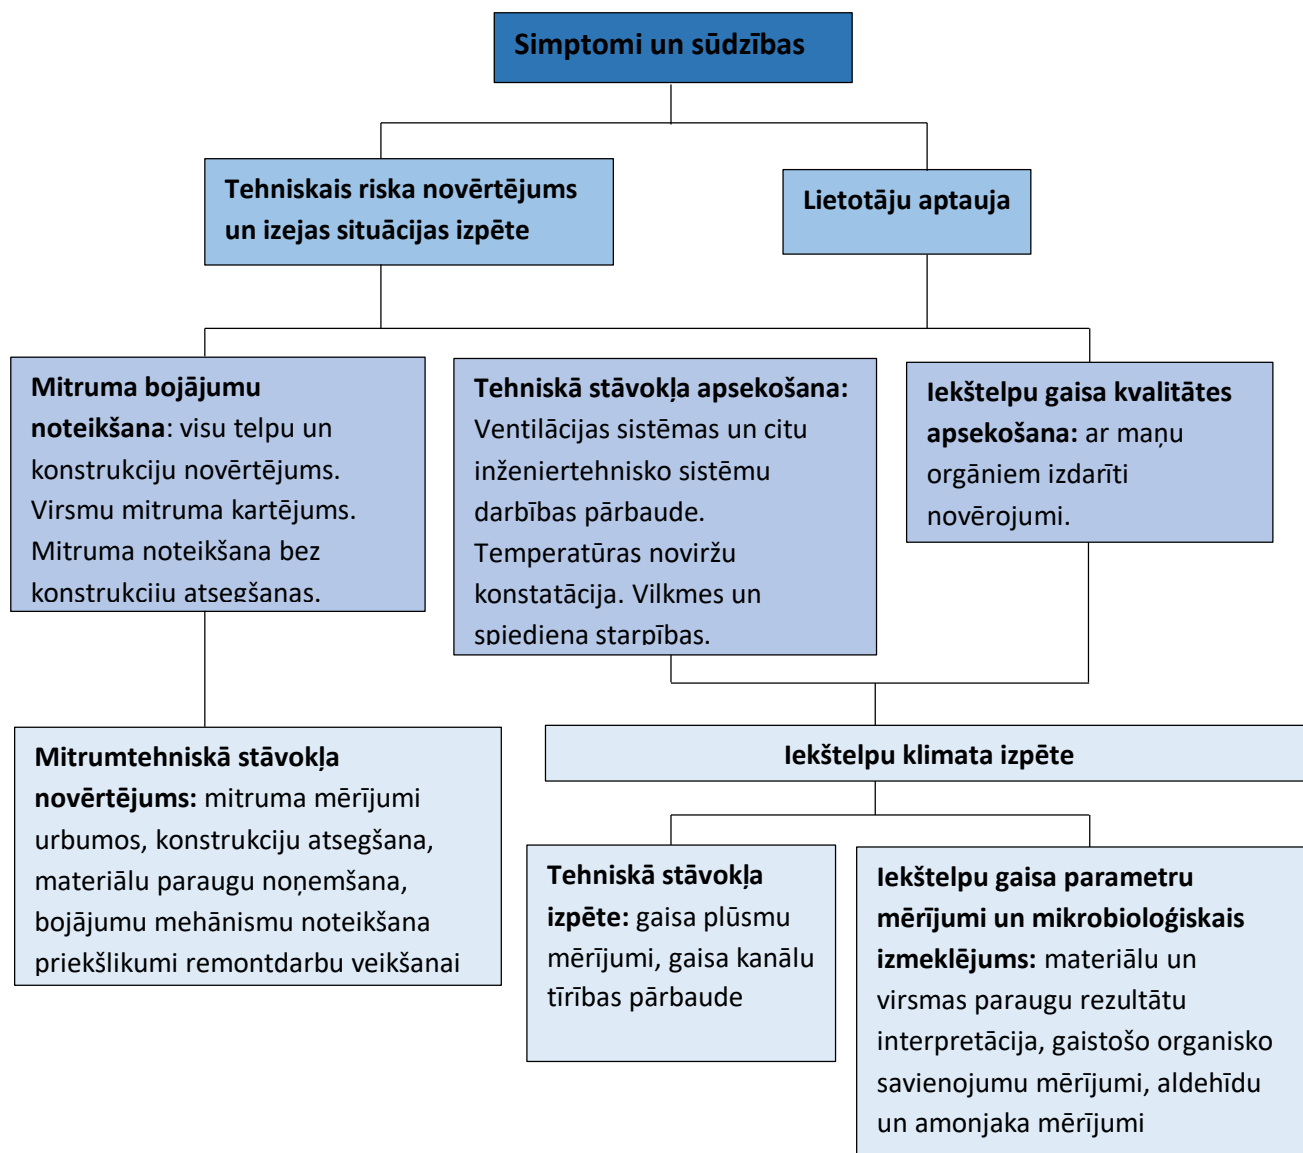 Simptomi un sūdzības
Tehniskais riska novērtējums
un izejas situācijas izpēte
Lietotāju aptauja
Mitruma bojājumu
noteikšana: visu telpu un
konstrukciju novērtējums.
Virsmu mitruma kartējums.
Mitruma noteikšana bez
konstrukciju atsegšanas.
Tehniskā stāvokļa apsekošana:
Ventilācijas sistēmas un citu
inženiertehnisko sistēmu
darbības pārbaude.
Temperatūras noviržu
konstatācija. Vilkmes un
spiediena starpības.
Iekštelpu gaisa kvalitātes
apsekošana: ar maņu
orgāniem izdarīti
novērojumi.
Mitrumtehniskā stāvokļa
novērtējums: mitruma mērījumi
urbumos, konstrukciju atsegšana,
materiālu paraugu noņemšana,
bojājumu mehānismu noteikšana
priekšlikumi remontdarbu veikšanai
Iekštelpu klimata izpēte
Tehniskā stāvokļa
izpēte: gaisa plūsmu
mērījumi, gaisa kanālu
tīrības pārbaude
Iekštelpu gaisa parametru
mērījumi un mikrobioloģiskais
izmeklējums: materiālu un
virsmas paraugu rezultātu
interpretācija, gaistošo organisko
savienojumu mērījumi, aldehīdu
un amonjaka mērījumi